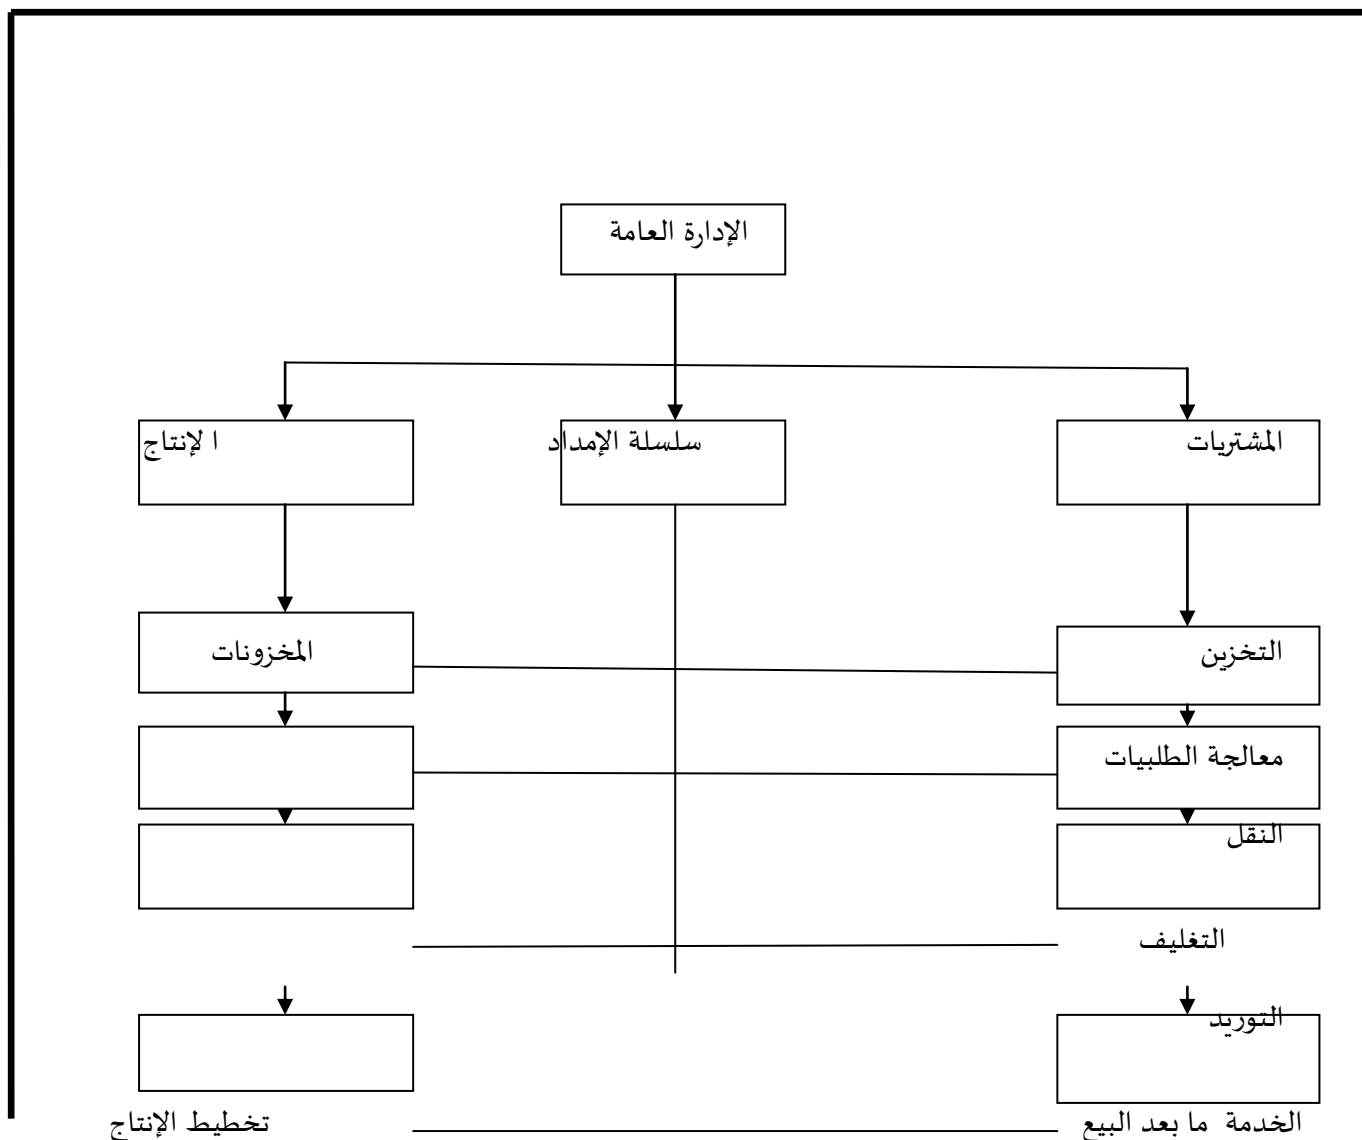 الإدارة العامة
المشتريات
سلسلة الإمداد
ا لإنتاج
التخزين
المخزونات
معالجة الطلبيات
النقل
التغليف
التوريد
الخدمة ما بعد البيع
تخطيط الإنتاج